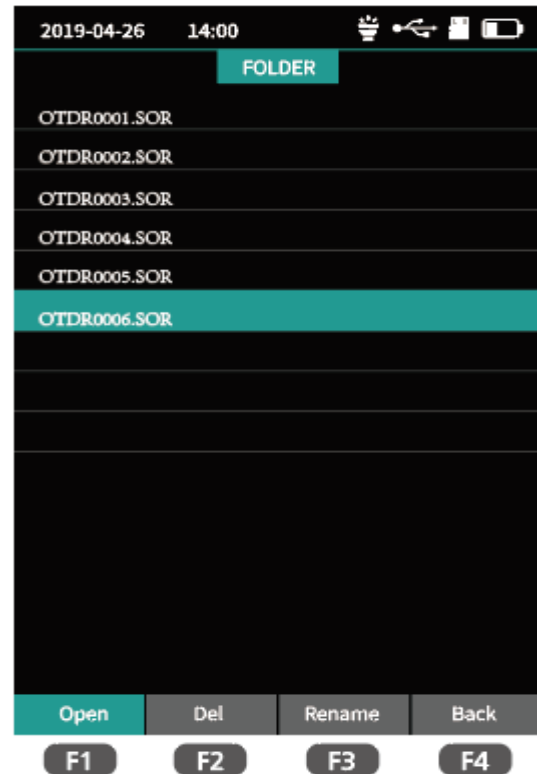 2019-04-26 14:00
FOLDER
OTDR0001.SOR
OTDR0002.SOR
OTDR0003.SOR
OTDR0004.SOR
OTDR0005.SOR
OTDR0006.SOR
Open Del Rename Back
F1 F2 F3 F4